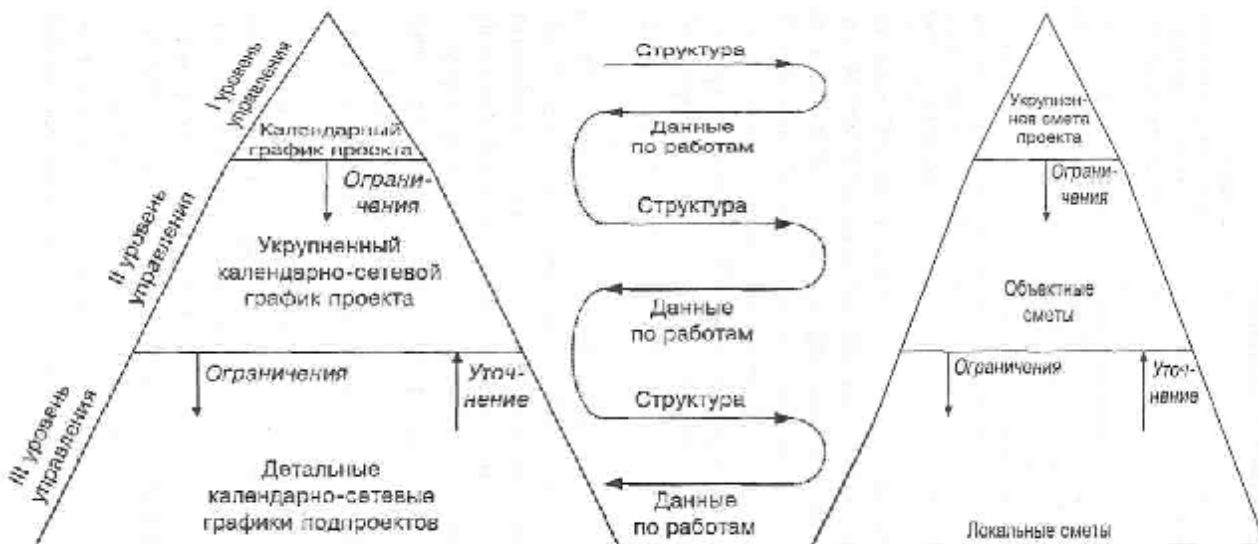 I уровень
управления
Календарный
график проекта
Ограни-
чения
II уровень
управления
Укрупненный
календарно-сетевой
график проекта
Ограничения
Уточ-
нение
III уровень
управления
Детальные
календарно-сетевые
графики подпроектов
Структура
Данные
по работам
Структура
Данные
по работам
Структура
Данные
по работам
Укрупнен-
ная смета
проекта
Ограни-
чения
Объектные
сметы
Ограничения
Уточ-
нение
Локальные сметы